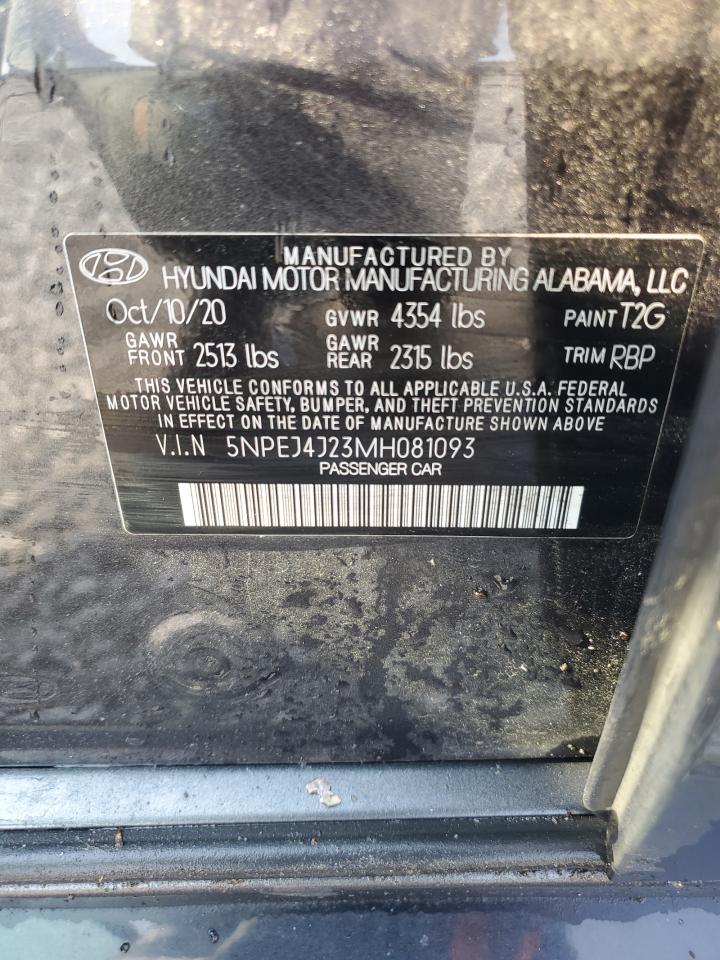 MANUFACTURED BY
HYUNDAI MOTOR MANUFACTURING ALABAMA, LLC
Oct/10/20 GVWR 4354 lbs PAINT T2G
GAWR FRONT 2513 lbs GAWR REAR 2315 lbs TRIM RBP
THIS VEHICLE CONFORMS TO ALL APPLICABLE U.S.A. FEDERAL
MOTOR VEHICLE SAFETY, BUMPER, AND THEFT PREVENTION STANDARDS
IN EFFECT ON THE DATE OF MANUFACTURE SHOWN ABOVE
V.I.N 5NPEJ4J23MH081093
PASSENGER CAR